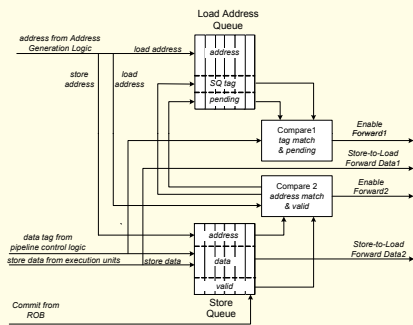 Load Address
Queue
address from Address
Generation Logic
load address
address
store
address
load
address
SQ tag
pending
Compare1
tag match
& pending
Enable
Forward1
Store-to-Load
Forward Data1
Compare 2
address match
& valid
Enable
Forward2
address
data tag from
pipeline control logic
store data from execution units
store data
data
Store-to-Load
Forward Data2
valid
Commit from
ROB
Store
Queue